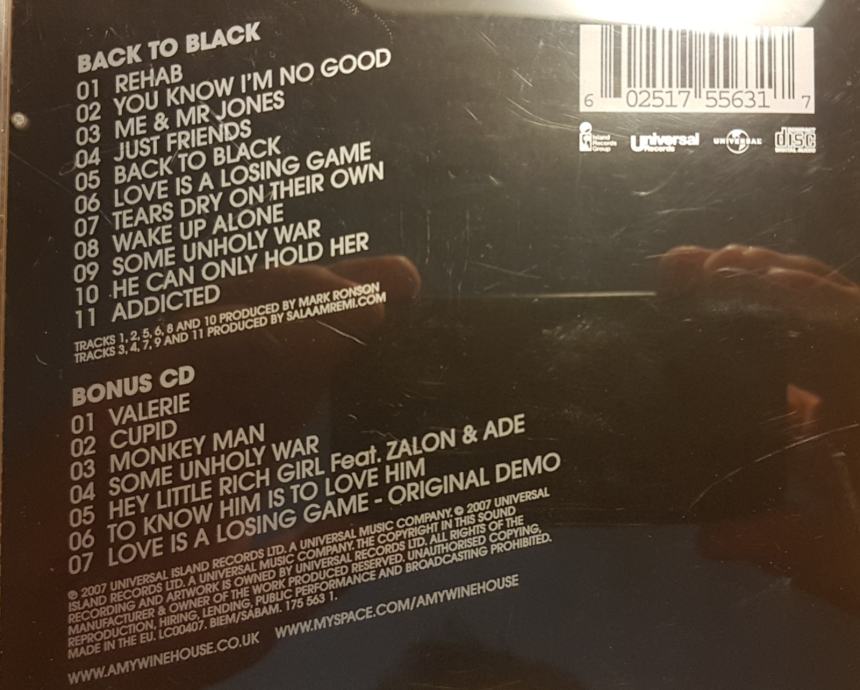 BACK TO BLACK
01 REHAB
02 YOU KNOW I'M NO GOOD
03 ME & MR JONES
04 JUST FRIENDS
05 BACK TO BLACK
06 LOVE IS A LOSING GAME
07 TEARS DRY ON THEIR OWN
08 WAKE UP ALONE
09 SOME UNHOLY WAR
10 HE CAN ONLY HOLD HER
11 ADDICTED
TRACKS 1, 2, 5, 6, 8 AND 10 PRODUCED BY MARK RONSON
TRACKS 3, 4, 7, 9 AND 11 PRODUCED BY SALAAMREMI.COM
BONUS CD
01 VALERIE
02 CUPID
03 MONKEY MAN
04 SOME UNHOLY WAR
05 HEY LITTLE RICH GIRL Feat. ZALON & ADE
06 TO KNOW HIM IS TO LOVE HIM
07 LOVE IS A LOSING GAME - ORIGINAL DEMO
℗ 2007 UNIVERSAL ISLAND RECORDS LTD. A UNIVERSAL MUSIC COMPANY. © 2007 UNIVERSAL
ISLAND RECORDS LTD. A UNIVERSAL MUSIC COMPANY. THE COPYRIGHT IN THIS SOUND
RECORDING AND ARTWORK IS OWNED BY UNIVERSAL RECORDS LTD. ALL RIGHTS OF THE
MANUFACTURER & OWNER OF THE WORK PRODUCED RESERVED. UNAUTHORISED COPYING,
REPRODUCTION, HIRING, LENDING, PUBLIC PERFORMANCE AND BROADCASTING PROHIBITED.
MADE IN THE EU. LC00407. BIEM/SABAM. 175 563 1.
WWW.AMYWINEHOUSE.CO.UK WWW.MYSPACE.COM/AMYWINEHOUSE
6 02517 55631 7
Island Records Group
Universal Records
UNIVERSAL
COMPACT disc DIGITAL AUDIO